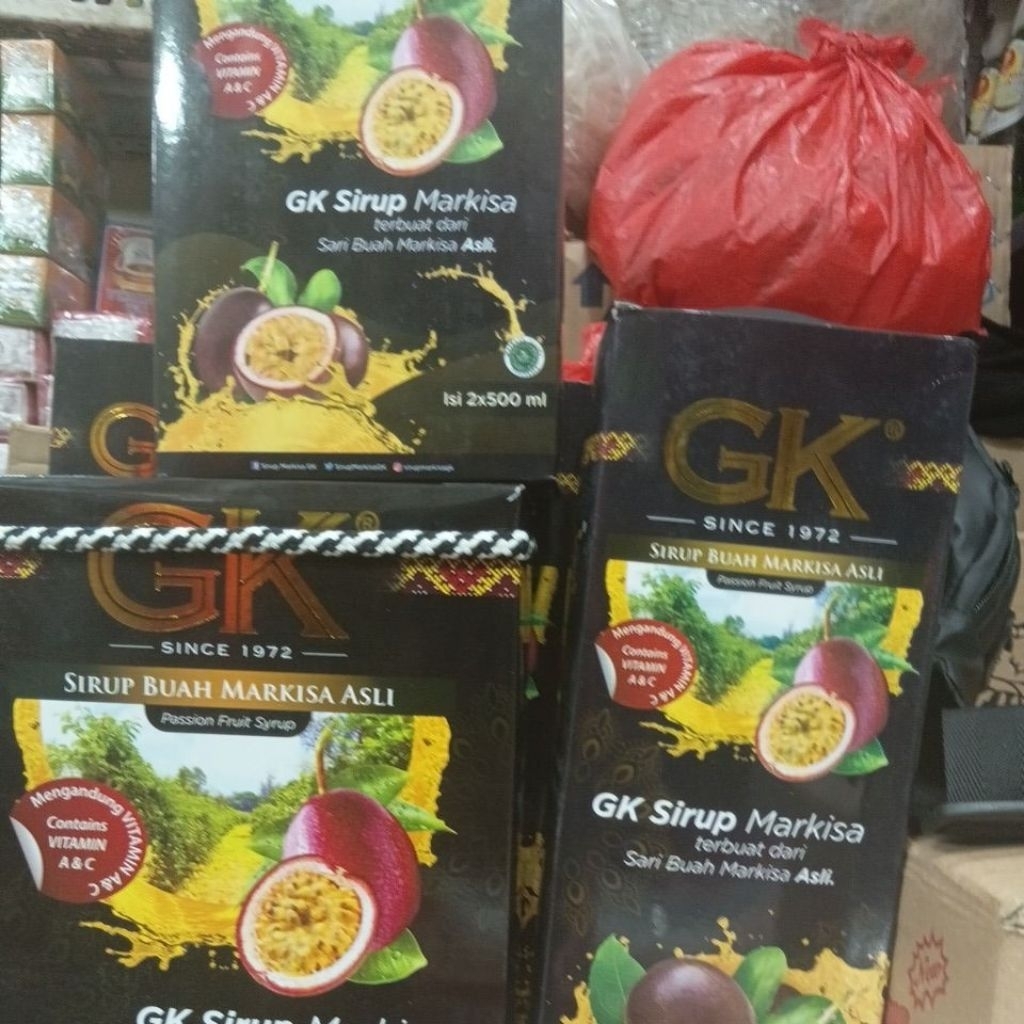 Mengandung VITAMIN A & C
Contains
VITAMIN
A & C
GK Sirup Markisa
terbuat dari
Sari Buah Markisa Asli.
Isi 2x500 ml
G
GK®
SINCE 1972
SIRUP BUAH MARKISA ASLI
Passion Fruit Syrup
Mengandung VITAMIN A & C
Contains
VITAMIN
A & C
GK Sirup
GK®
SINCE 1972
SIRUP BUAH MARKISA ASLI
Passion Fruit Syrup
Mengandung VITAMIN A & C
Contains
VITAMIN
A & C
GK Sirup Markisa
terbuat dari
Sari Buah Markisa Asli.